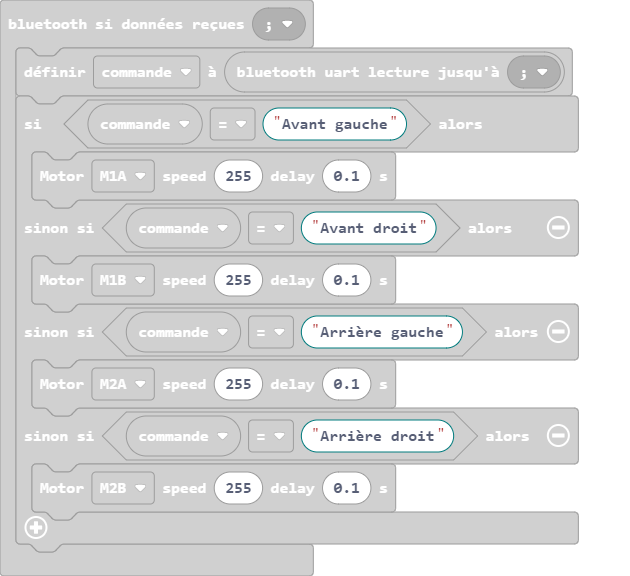 bluetooth si données reçues ;
définir commande à bluetooth uart lecture jusqu'à ;
si commande = "Avant gauche" alors
Motor M1A speed 255 delay 0.1 s
sinon si commande = "Avant droit" alors
Motor M1B speed 255 delay 0.1 s
sinon si commande = "Arrière gauche" alors
Motor M2A speed 255 delay 0.1 s
sinon si commande = "Arrière droit" alors
Motor M2B speed 255 delay 0.1 s